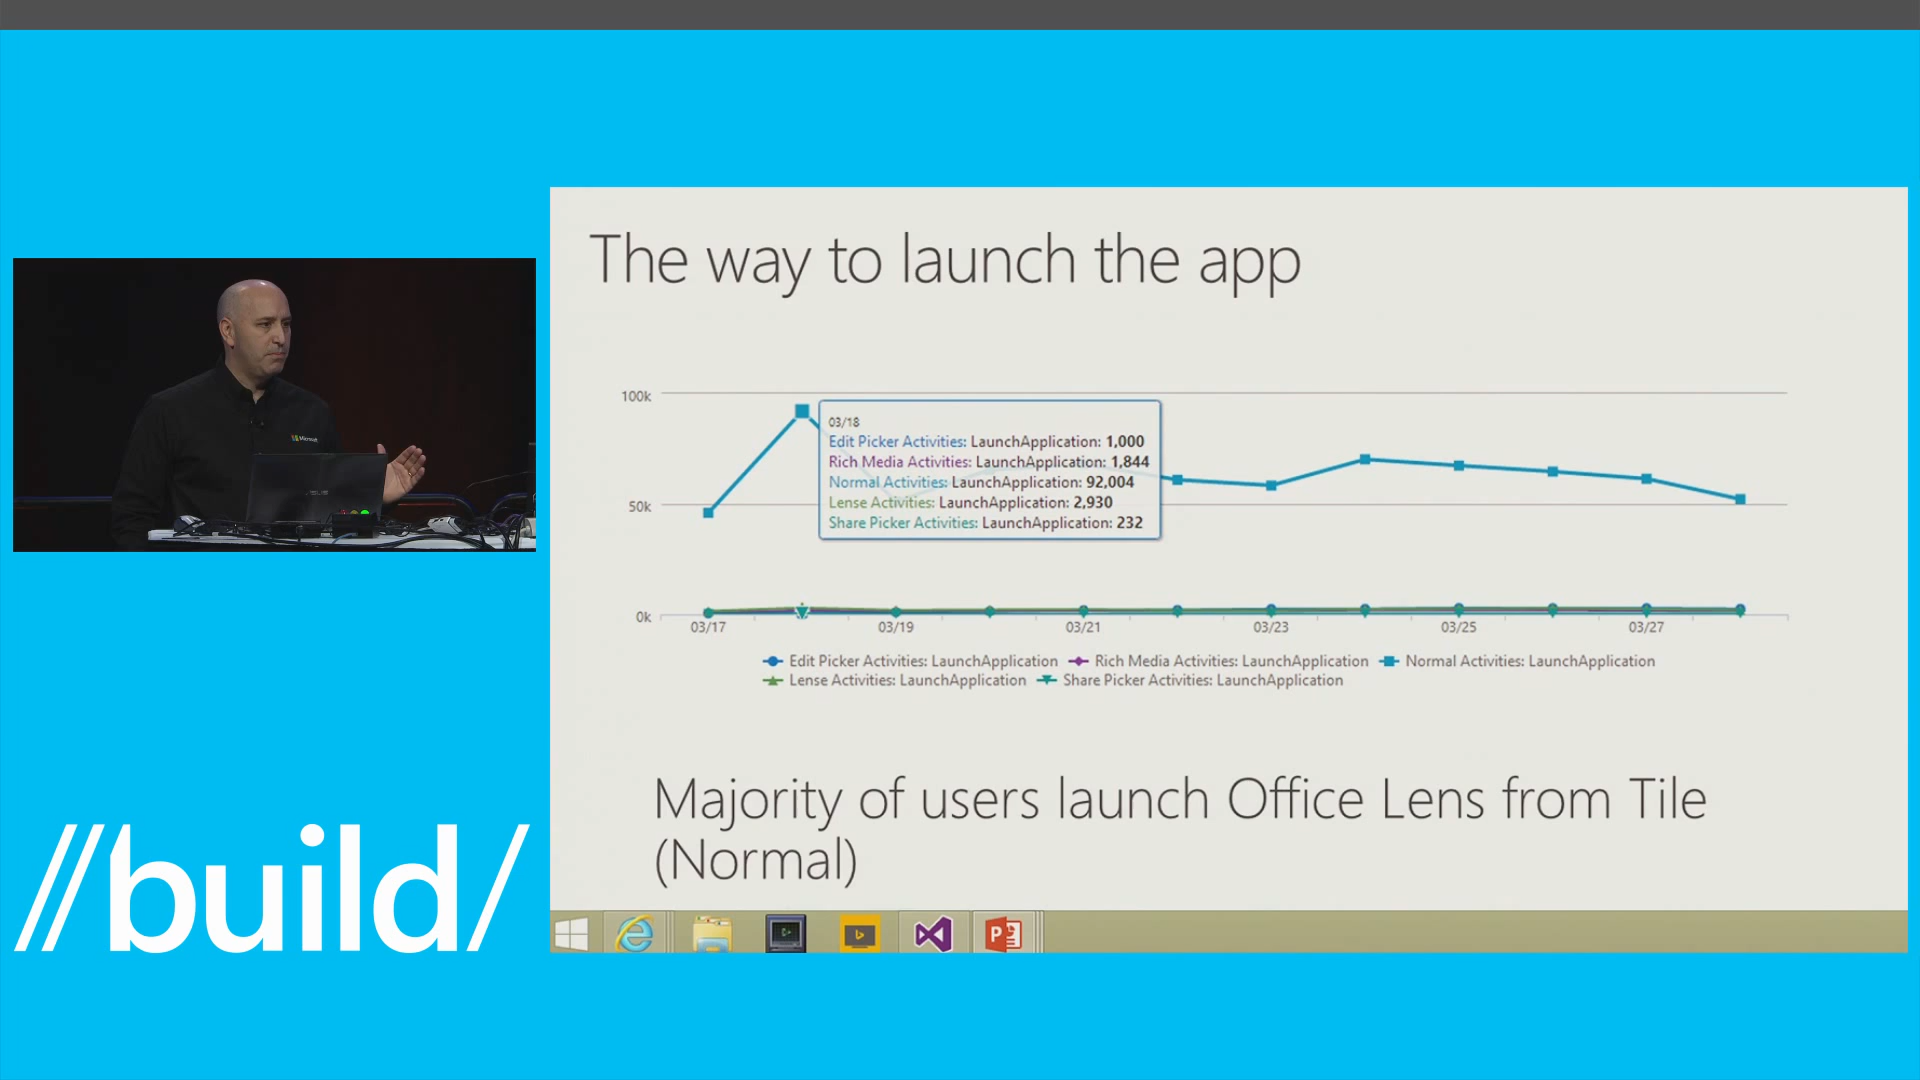 The way to launch the app
100k
50k
0k
03/18
Edit Picker Activities: LaunchApplication: 1,000
Rich Media Activities: LaunchApplication: 1,844
Normal Activities: LaunchApplication: 92,004
Lense Activities: LaunchApplication: 2,930
Share Picker Activities: LaunchApplication: 232
03/17 03/19 03/21 03/23 03/25 03/27
Edit Picker Activities: LaunchApplication Rich Media Activities: LaunchApplication Normal Activities: LaunchApplication
Lense Activities: LaunchApplication Share Picker Activities: LaunchApplication
Majority of users launch Office Lens from Tile
(Normal)
Microsoft
//build/